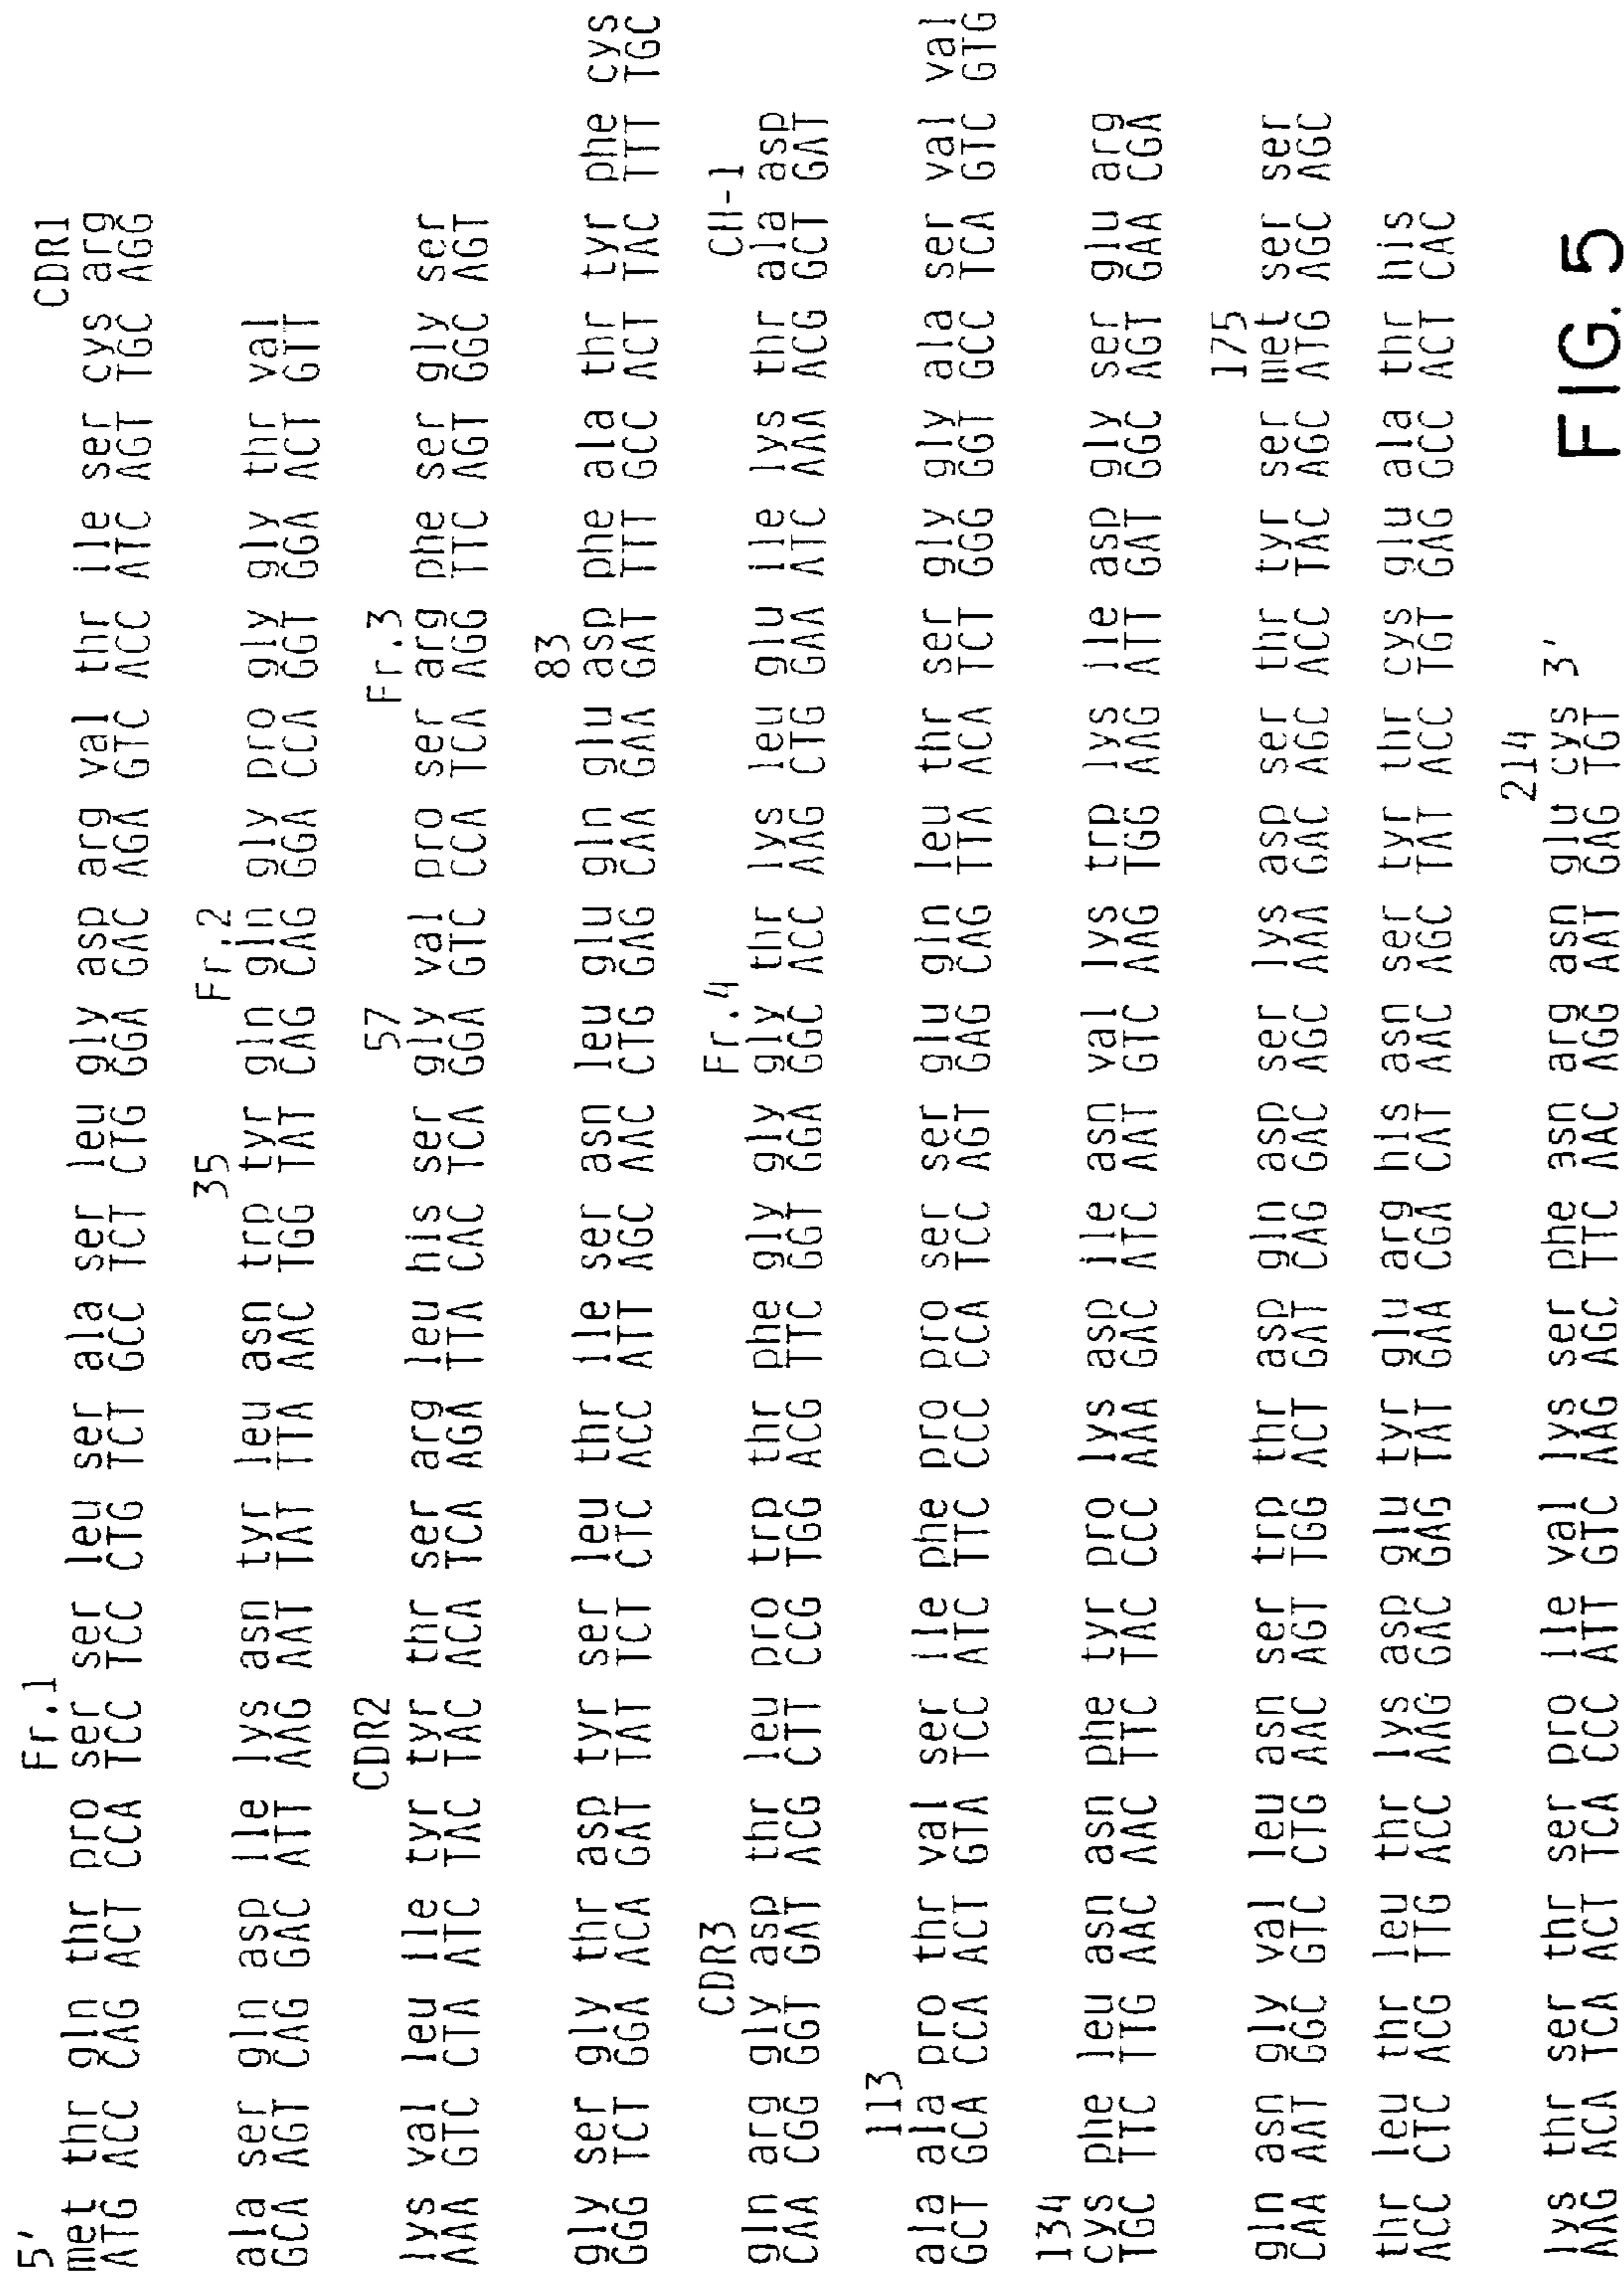 5' Fr.1 CDR1
met thr gln thr pro ser ser leu ser ala ser leu gly asp arg val thr ile ser cys arg
ATG ACC CAG ACT CCA TCC TCC CTG TCT GCC TCT CTG GGA GAC AGA GTC ACC ATC AGT TGC AGG
35 Fr.2
ala ser gln asp ile lys asn tyr leu asn trp tyr gln gln gly pro gly gly thr val
GCA AGT CAG GAC ATT AAG AAT TAT TTA AAC TGG TAT CAG CAG GGA CCA GGT GGA ACT GTT
CDR2 57 Fr.3
lys val leu ile tyr tyr thr ser arg leu his ser gly val pro ser arg phe ser gly ser
AAA GTC CTA ATC TAC TAC ACA TCA AGA TTA CAC TCA GGA GTC CCA TCA AGG TTC AGT GGC AGT
83
gly ser gly thr asp tyr ser leu thr ile ser asn leu glu gln glu asp phe ala thr tyr phe cys
GGG TCT GGA ACA GAT TAT TCT CTC ACC ATT AGC AAC CTG GAG CAA GAA GAT TTT GCC ACT TAC TTT TGC
CDR3 Fr.4 CH-1
gln arg gly asp thr leu pro trp thr phe gly gly gly thr lys leu glu ile lys thr ala asp
CAA CGG GGT GAT ACG CTT CCG TGG ACG TTC GGT GGA GGC ACC AAG CTG GAA ATC AAA ACG GCT GAT
113
ala ala pro thr val ser ile phe pro pro ser ser glu gln leu thr ser gly gly ala ser val val
GCT GCA CCA ACT GTA TCC ATC TTC CCC CCA TCC AGT GAG CAG TTA ACA TCT GGG GGT GCC TCA GTC GTG
134
cys phe leu asn asn phe tyr pro lys asp ile asn val lys trp lys ile asp gly ser glu arg
TGC TTC TTG AAC AAC TTC TAC CCC AAA GAC ATC AAT GTC AAG TGG AAG ATT GAT GGC AGT GAA CGA
175
gln asn gly val leu asn ser trp thr asp gln asp ser lys asp ser thr tyr ser met ser ser
CAA AAT GGC GTC CTG AAC AGT TGG ACT GAT CAG GAC AGC AAA GAC AGC ACC TAC AGC ATG AGC AGC
thr leu thr leu thr lys asp glu tyr glu arg his asn ser tyr thr cys glu ala thr his
ACC CTC ACG TTG ACC AAG GAC GAG TAT GAA CGA CAT AAC AGC TAT ACC TGT GAG GCC ACT CAC
214
lys thr ser thr ser pro ile val lys ser phe asn arg asn glu cys 3'
AAG ACA TCA ACT TCA CCC ATT GTC AAG AGC TTC AAC AGG AAT GAG TGT
FIG. 5